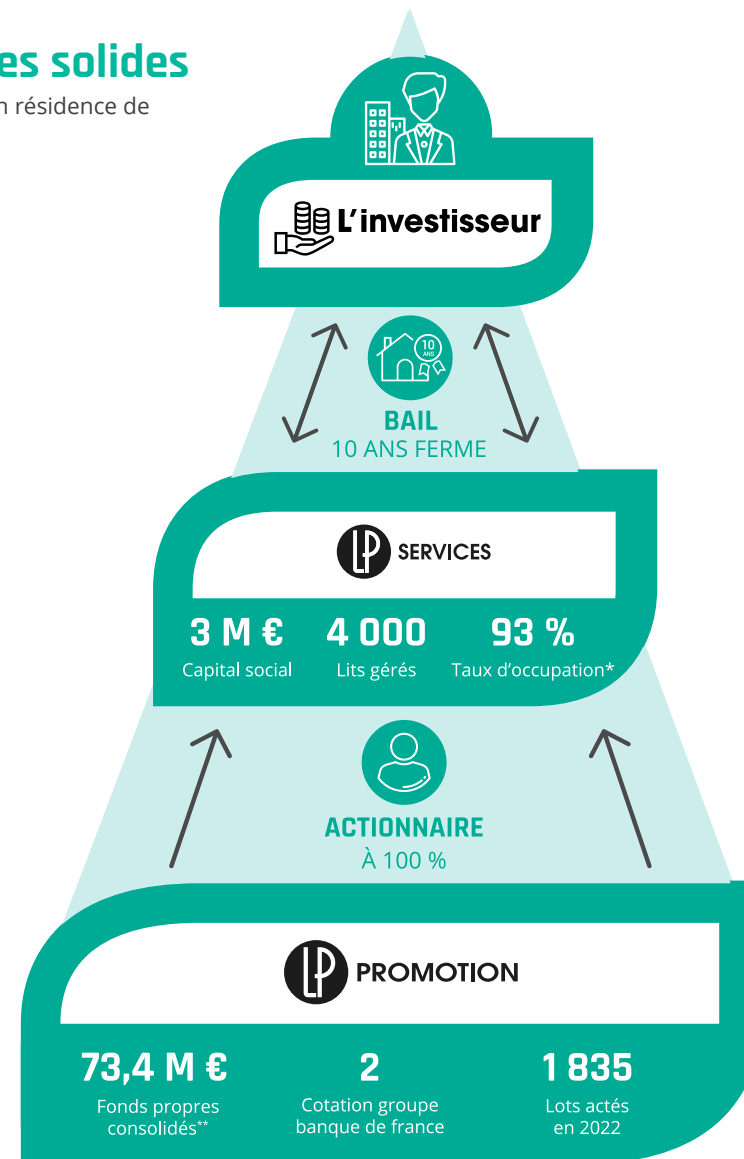 es solides
n résidence de
L'investisseur
10
ANS
BAIL
10 ANS FERME
LP SERVICES
3 M € 4 000 93 %
Capital social Lits gérés Taux d'occupation*
ACTIONNAIRE
À 100 %
LP PROMOTION
73,4 M € 2 1 835
Fonds propres Cotation groupe Lots actés
consolidés** banque de france en 2022